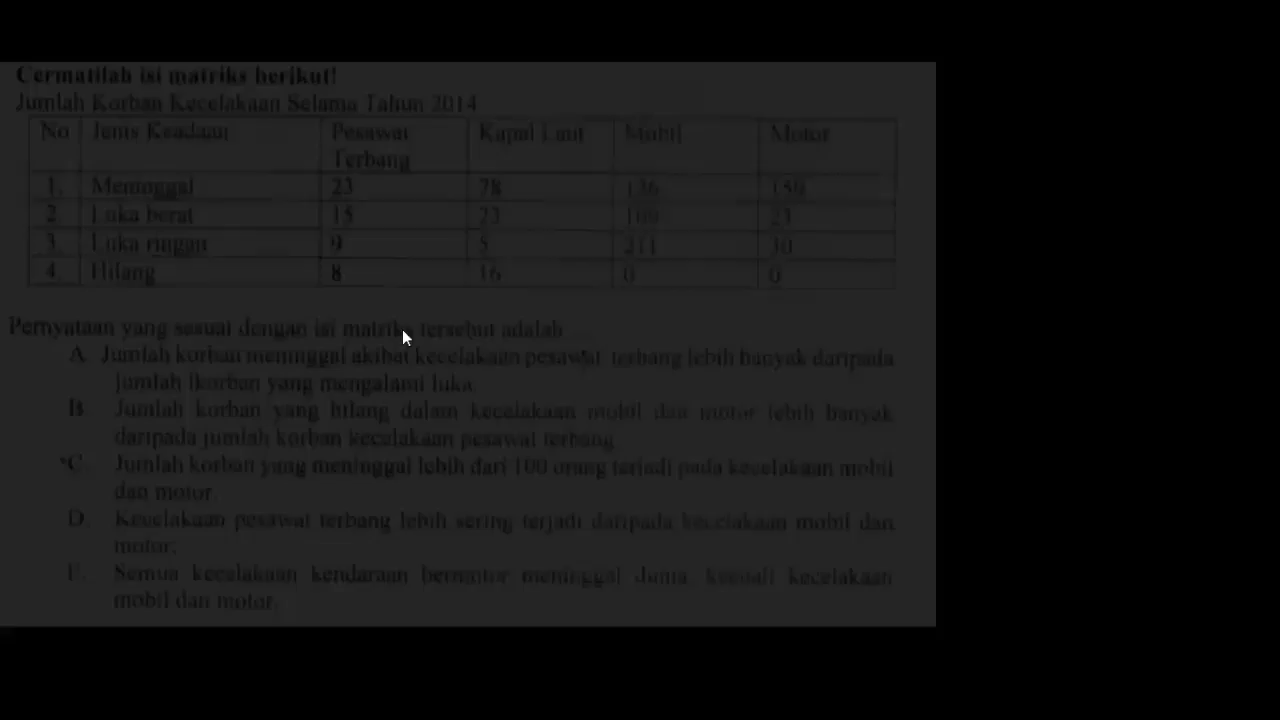 Cermatilah isi matriks berikut!
Jumlah Korban Kecelakaan Selama Tahun 2014
No Jenis Keadaan Pesawat Terbang Kapal Laut Mobil Motor
1. Meninggal 23 78 136 150
2. Luka berat 15 23 23
3. Luka ringan 9 5 211 30
4. Hilang 8 16 0 0
Pernyataan yang sesuai dengan isi matriks tersebut adalah ...
A. Jumlah korban meninggal akibat kecelakaan pesawat terbang lebih banyak daripada
jumlah korban yang mengalami luka.
B. Jumlah korban yang hilang dalam kecelakaan mobil dan motor lebih banyak
daripada jumlah korban kecelakaan pesawat terbang.
C. Jumlah korban yang meninggal lebih dari 100 orang terjadi pada kecelakaan mobil
dan motor.
D. Kecelakaan pesawat terbang lebih sering terjadi daripada kecelakaan mobil dan
motor.
E. Semua kecelakaan kendaraan bermotor meninggal dunia, kecuali kecelakaan
mobil dan motor.